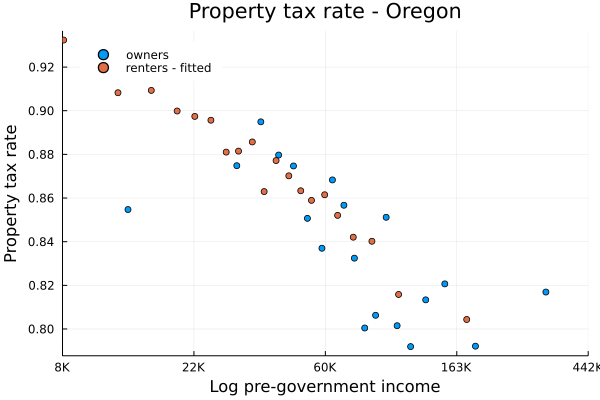 Property tax rate - Oregon
owners
renters - fitted
Property tax rate
0.92
0.90
0.88
0.86
0.84
0.82
0.80
8K 22K 60K 163K 442K
Log pre-government income